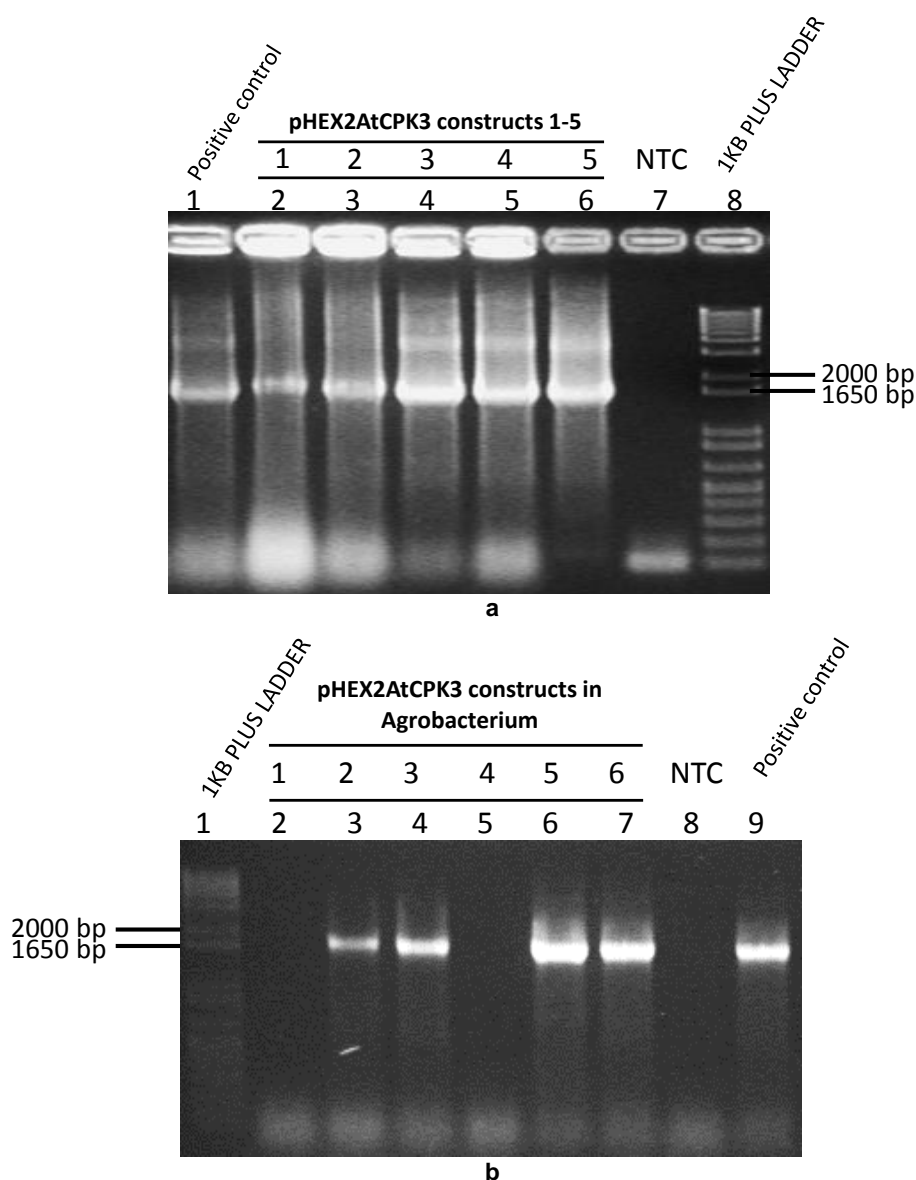 Positive control
1KB PLUS LADDER
pHEX2AtCPK3 constructs 1-5
1 2 3 4 5 NTC
1 2 3 4 5 6 7 8
2000 bp
1650 bp
a
1KB PLUS LADDER
pHEX2AtCPK3 constructs in
Agrobacterium
Positive control
1 2 3 4 5 6 NTC
1 2 3 4 5 6 7 8 9
2000 bp
1650 bp
b